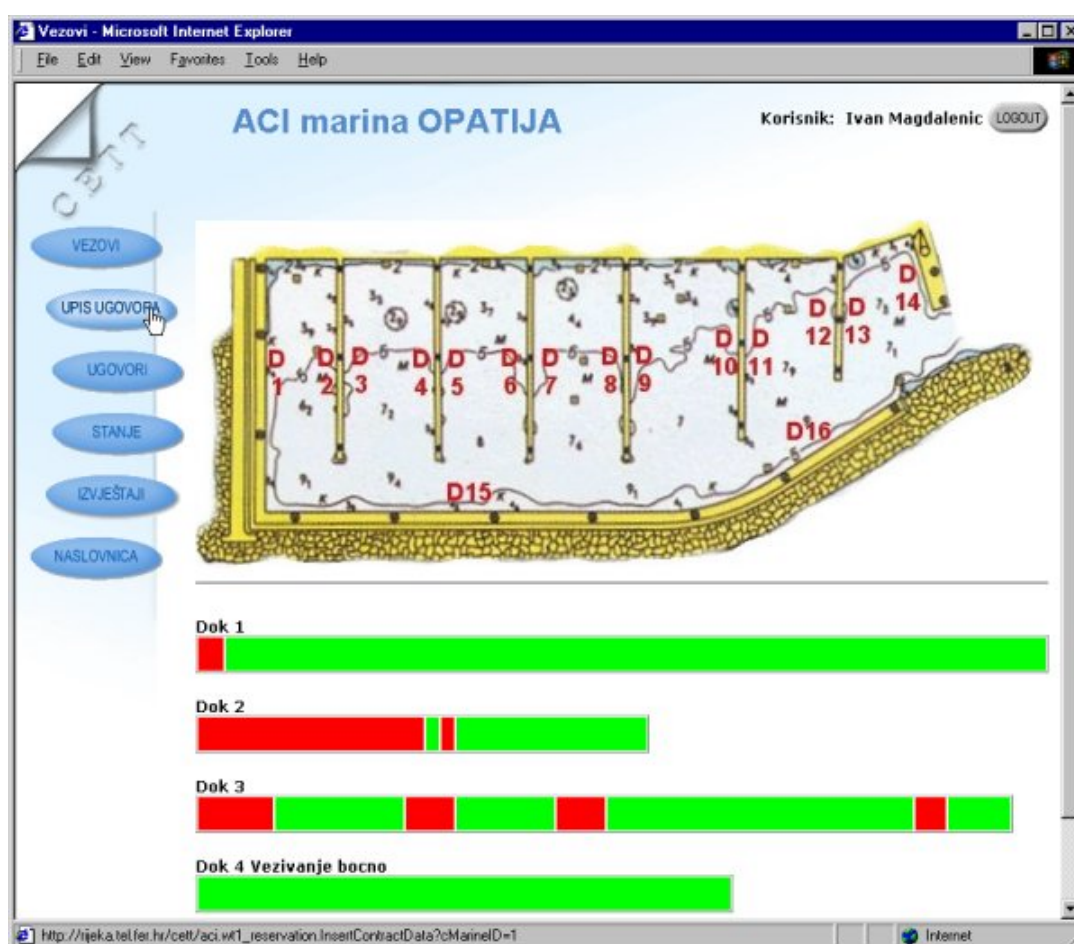 Vezovi - Microsoft Internet Explorer
File Edit View Favorites Tools Help
CETT
ACI marina OPATIJA
Korisnik: Ivan Magdalenic LOGOUT
VEZOVI
UPIS UGOVORA
UGOVORI
STANJE
IZVJEŠTAJI
NASLOVNICA
D 1
D 2
D 3
D 4
D 5
D 6
D 7
D 8
D 9
D 10
D 11
D 12
D 13
D 14
D15
D16
Dok 1
Dok 2
Dok 3
Dok 4 Vezivanje bocno
http://rijeka.tel.fer.hr/cett/aci.wt1_reservation.InsertContractData?cMarineID=1
Internet